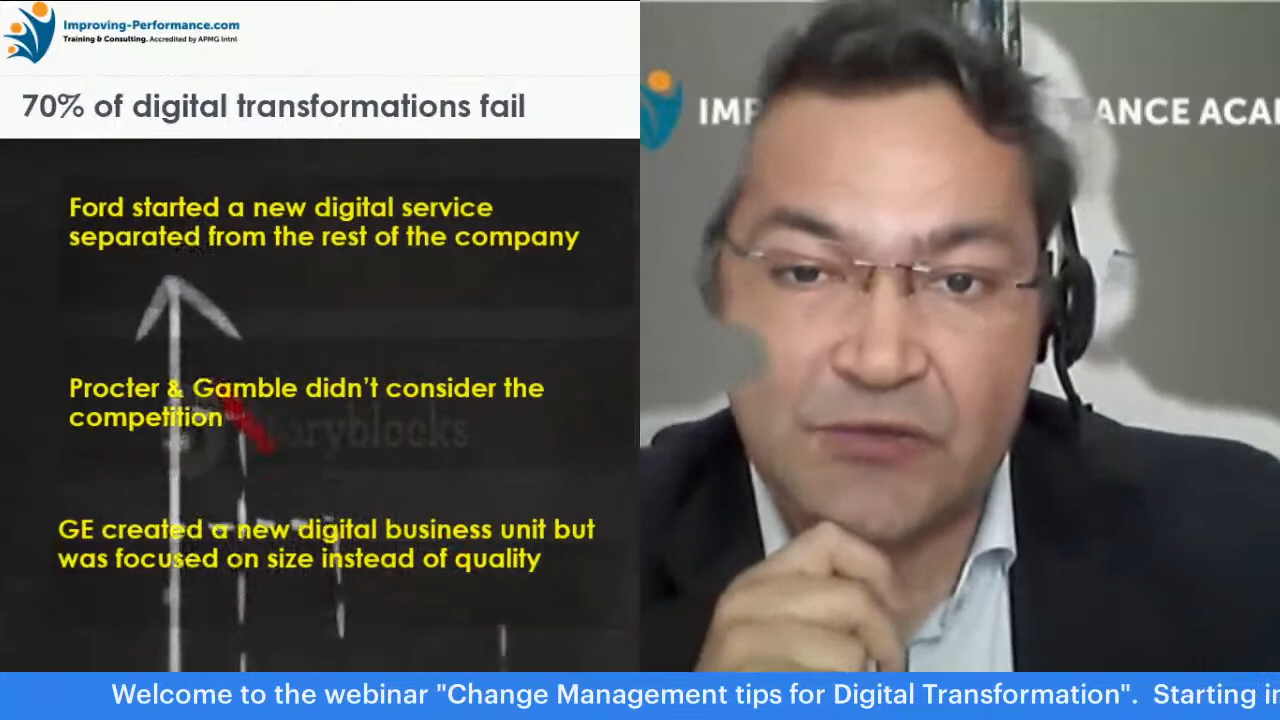 Improving-Performance.com
Training & Consulting. Accredited by APMG Intnl
70% of digital transformations fail
Ford started a new digital service
separated from the rest of the company
Procter & Gamble didn't consider the
competition
ryblocks
GE created a new digital business unit but
was focused on size instead of quality
IMP
ANCE ACA
Welcome to the webinar "Change Management tips for Digital Transformation". Starting in